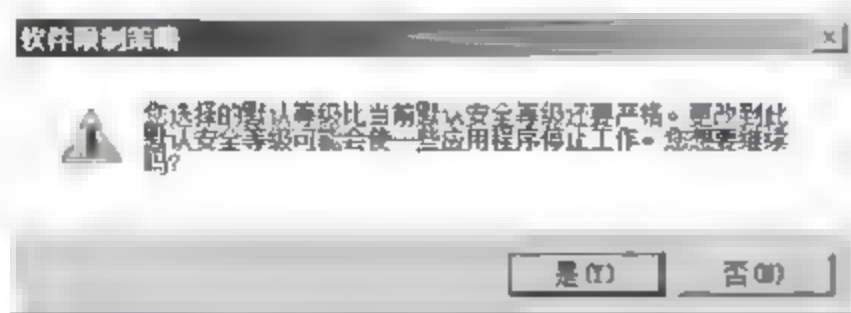 软件限制策略
您选择的默认等级比当前默认安全等级还要严格。更改到此
默认安全等级可能会使一些应用程序停止工作。您想要继续
吗?
是(Y)
否(N)